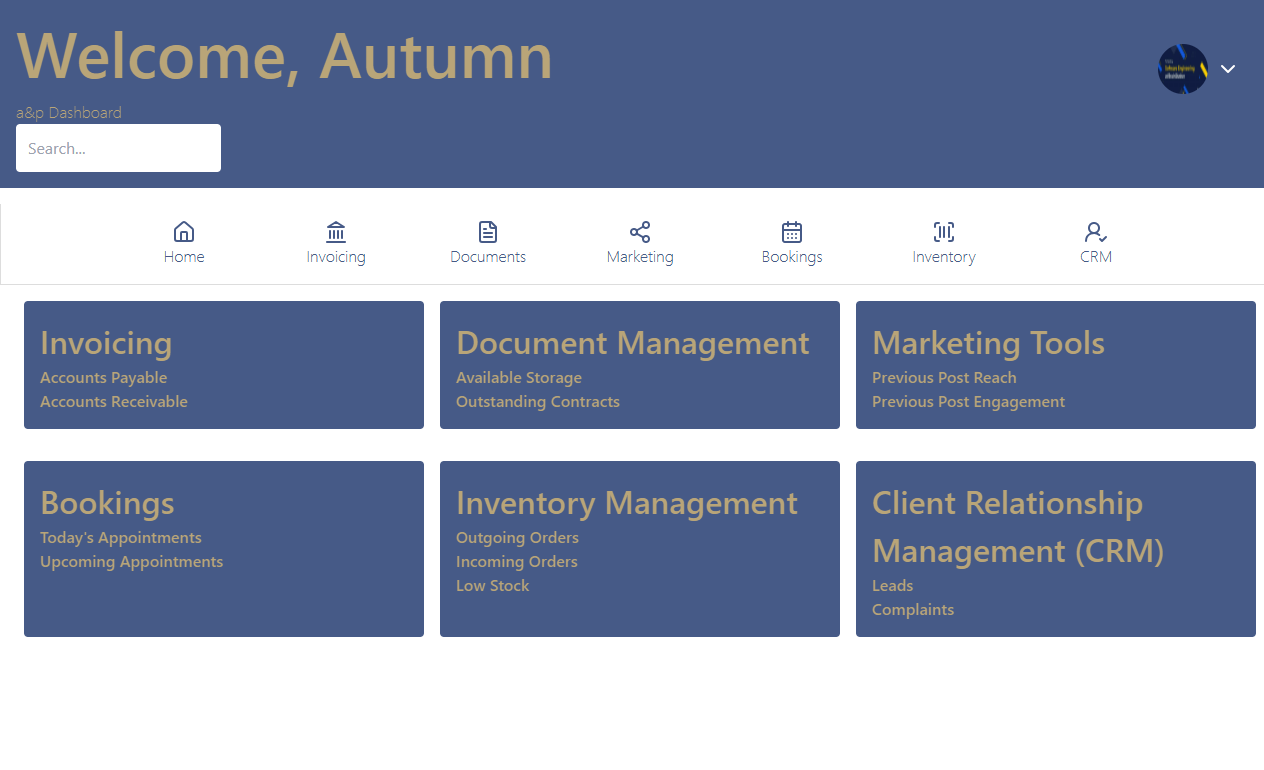 Welcome, Autumn
a&p Dashboard
Search...
Home
Invoicing
Documents
Marketing
Bookings
Inventory
CRM
Invoicing
Accounts Payable
Accounts Receivable
Document Management
Available Storage
Outstanding Contracts
Marketing Tools
Previous Post Reach
Previous Post Engagement
Bookings
Today's Appointments
Upcoming Appointments
Inventory Management
Outgoing Orders
Incoming Orders
Low Stock
Client Relationship
Management (CRM)
Leads
Complaints